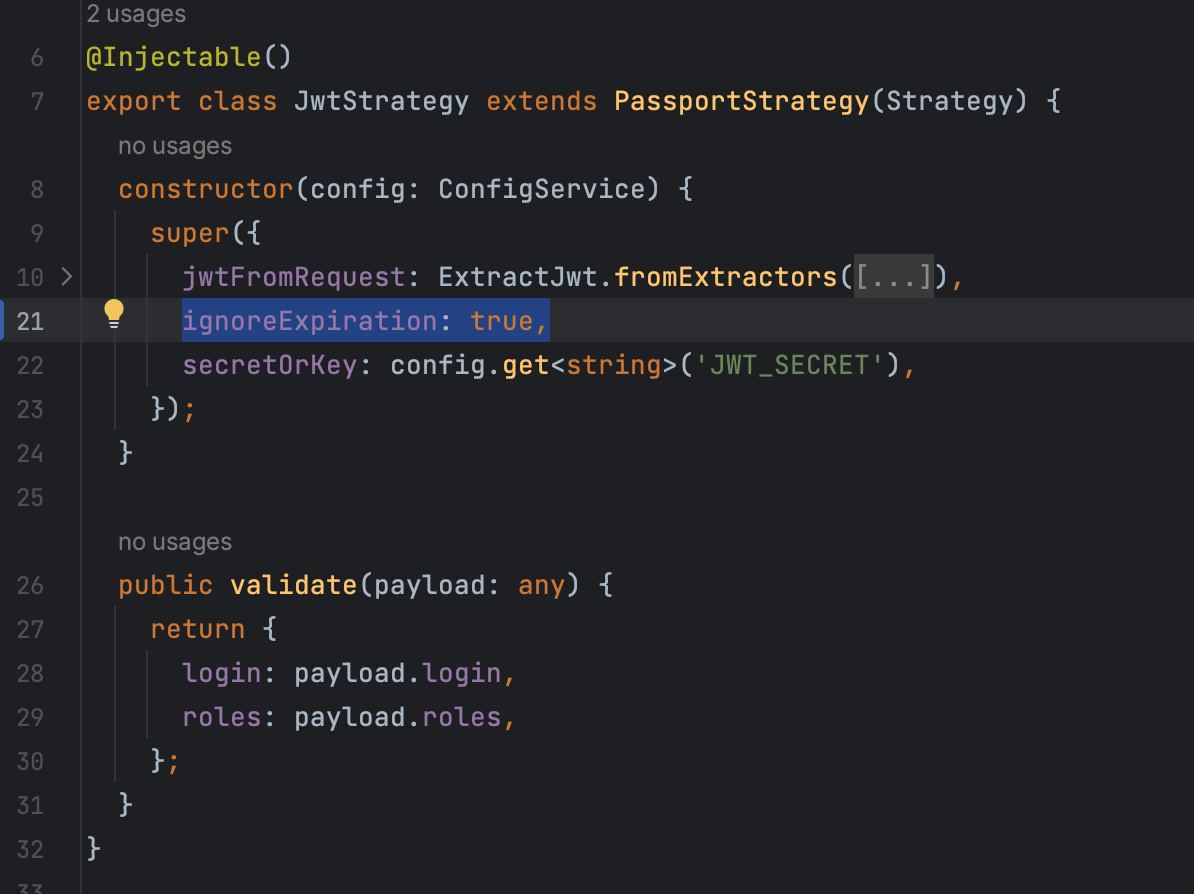 2 usages
6 @Injectable()
7 export class JwtStrategy extends PassportStrategy(Strategy) {
no usages
8 constructor(config: ConfigService) {
9 super({
10 jwtFromRequest: ExtractJwt.fromExtractors([...]),
21 ignoreExpiration: true,
22 secretOrKey: config.get<string>('JWT_SECRET'),
23 });
24 }
25
no usages
26 public validate(payload: any) {
27 return {
28 login: payload.login,
29 roles: payload.roles,
30 };
31 }
32 }
33